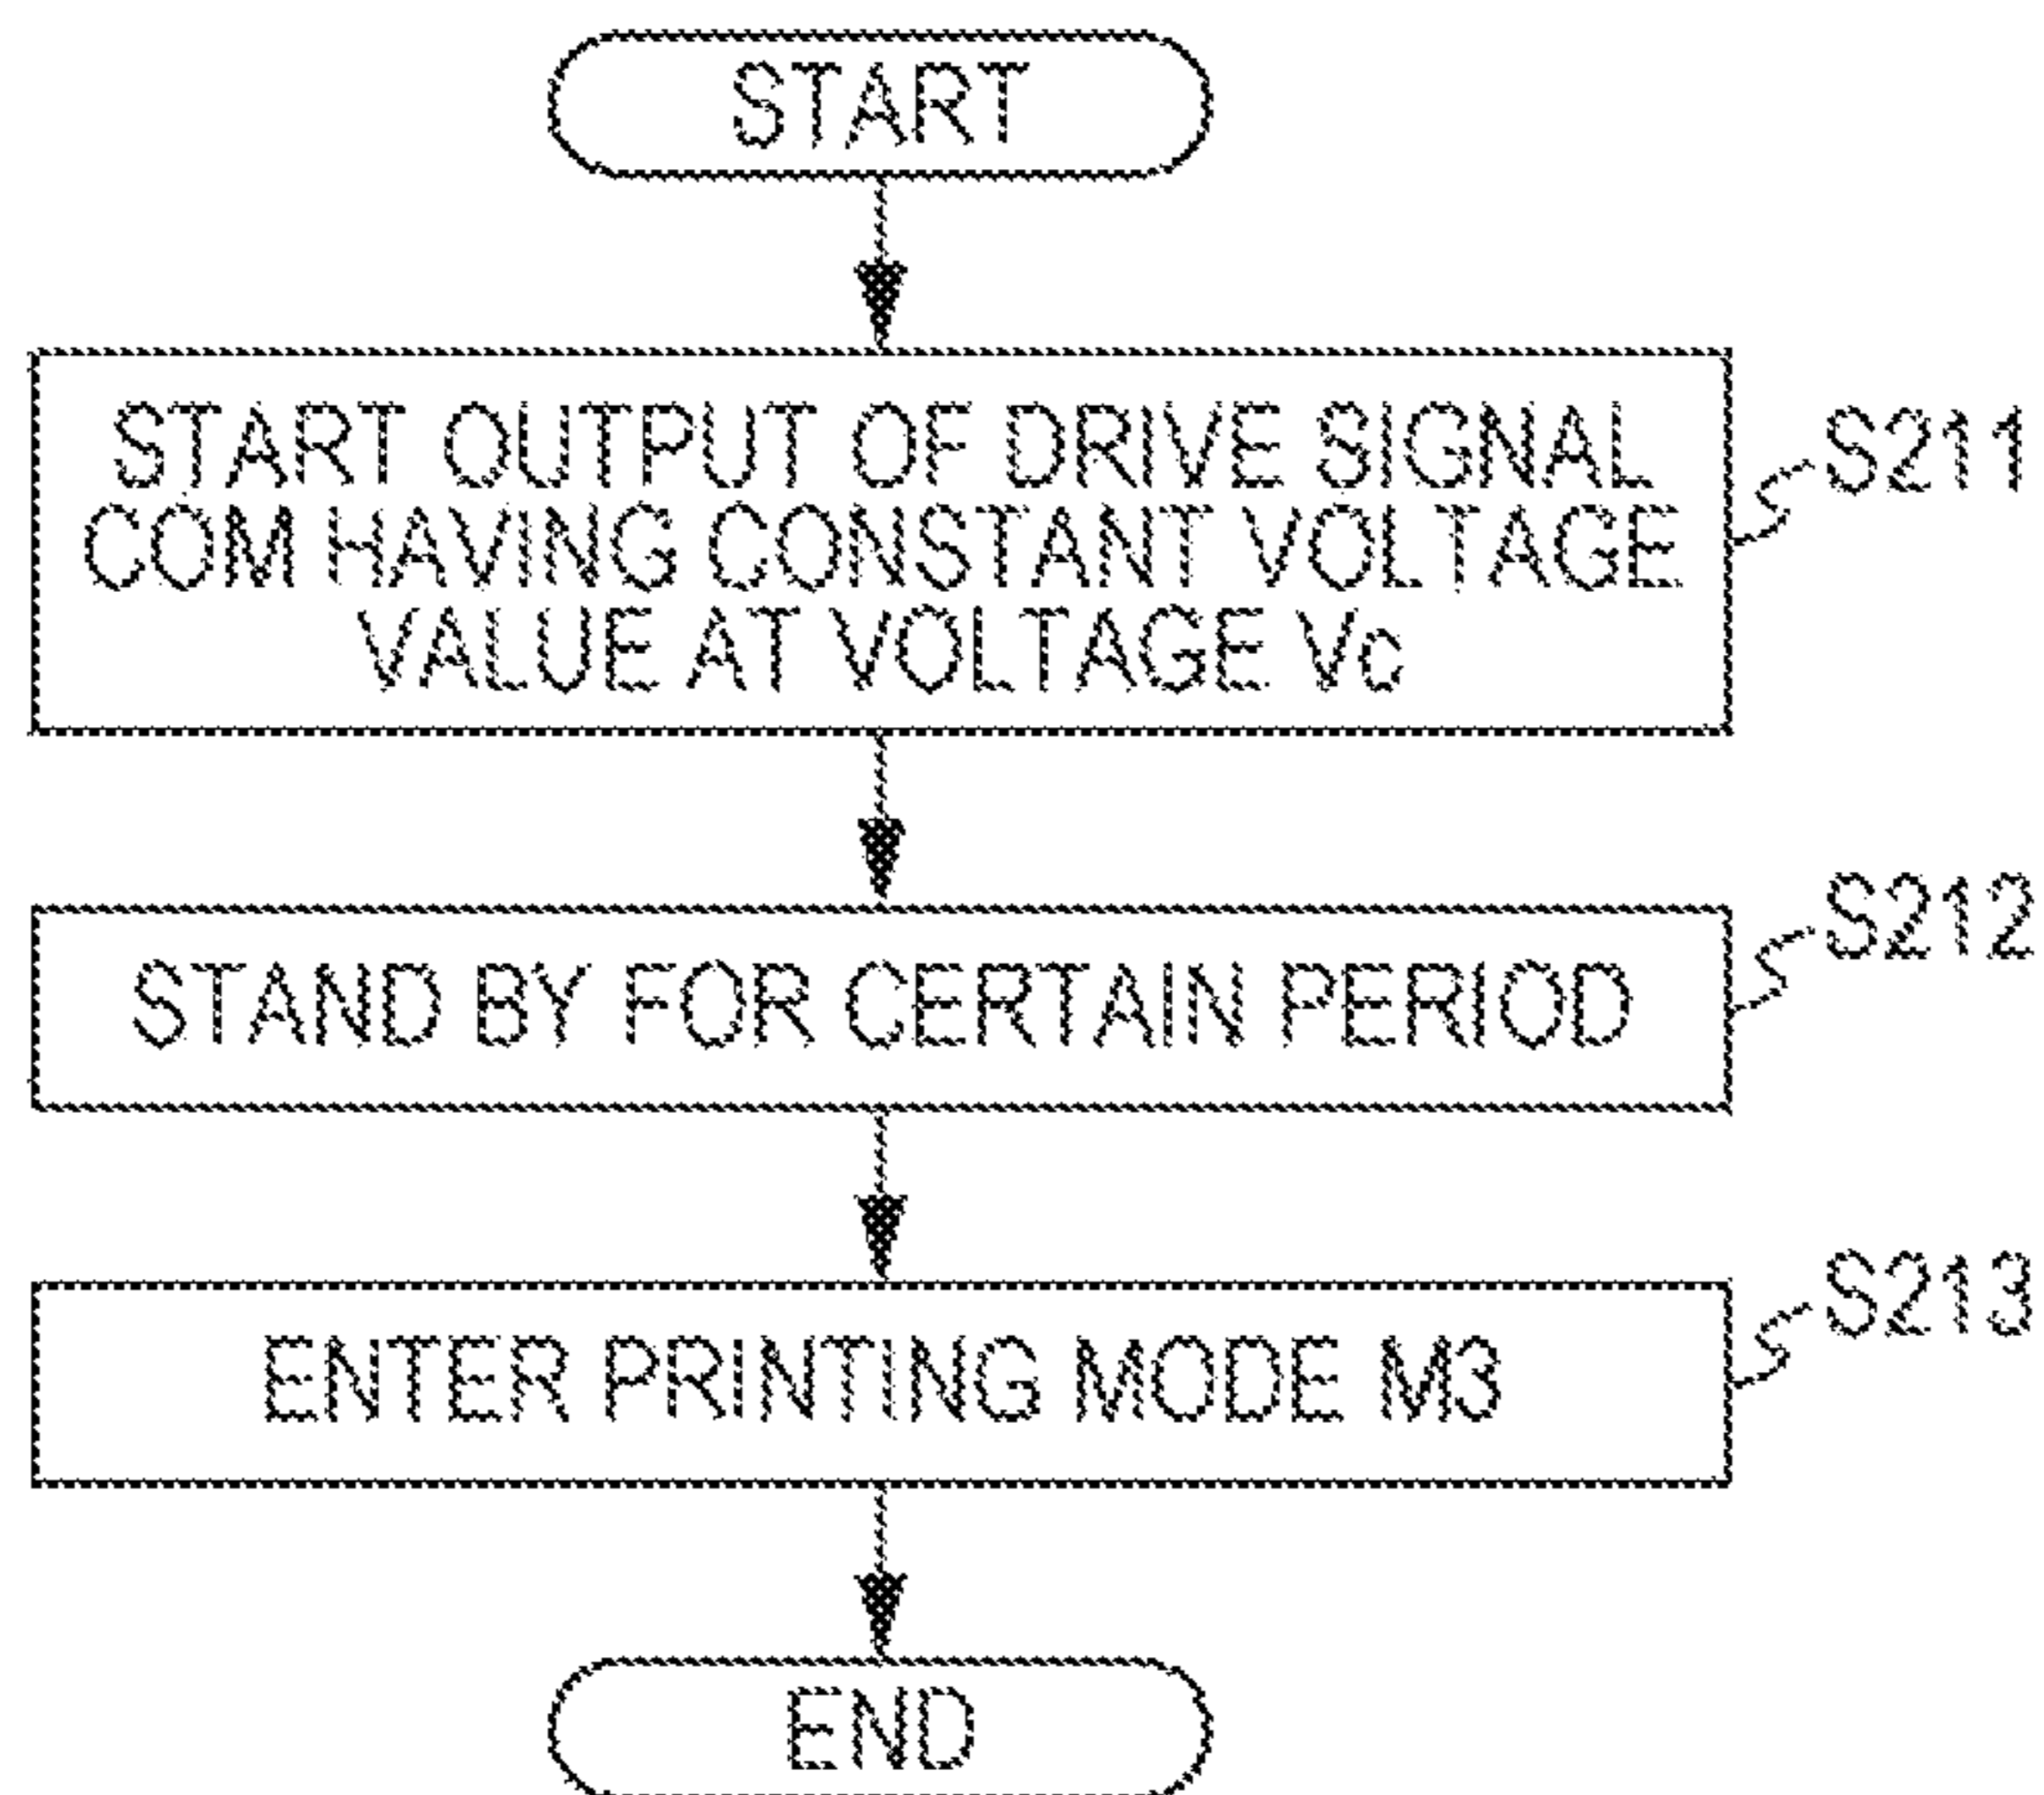 START
START OUTPUT OF DRIVE SIGNAL
COM HAVING CONSTANT VOLTAGE
VALUE AT VOLTAGE Vc
S211
STAND BY FOR CERTAIN PERIOD
S212
ENTER PRINTING MODE M3
S213
END